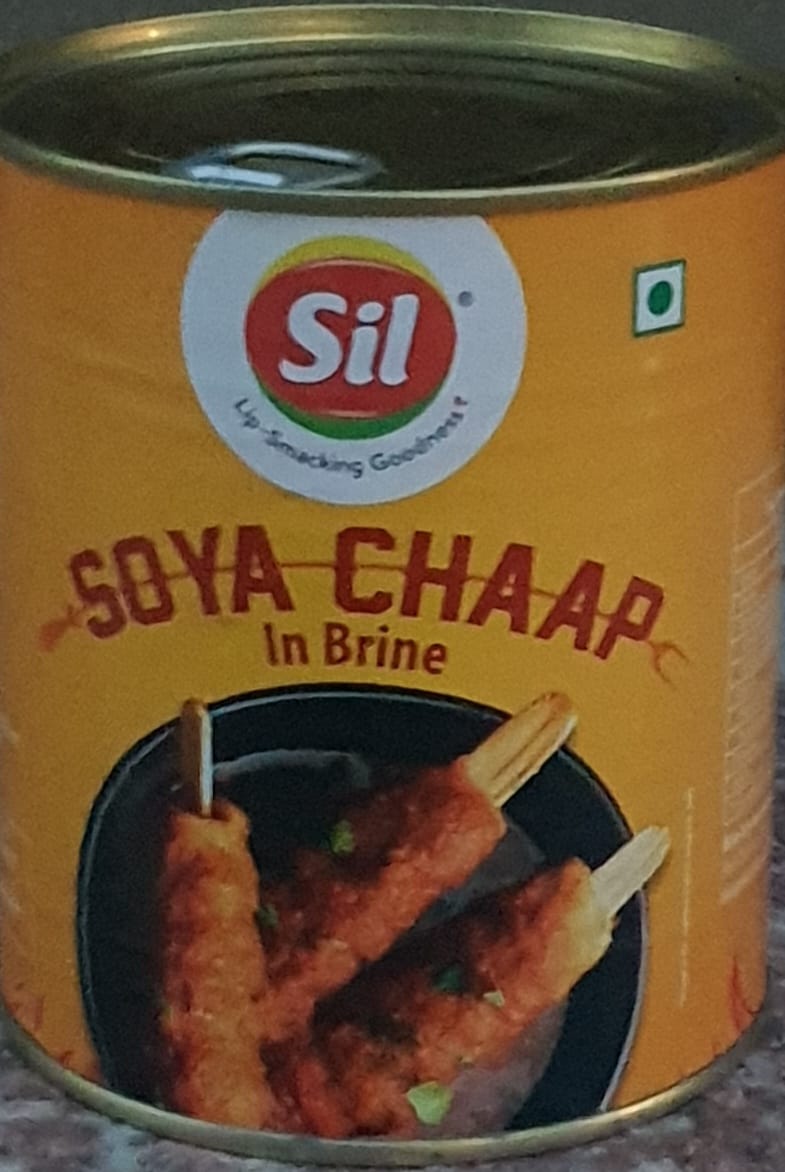 Sil
Lip-Smacking Goodness!
SOYA CHAAP
In Brine